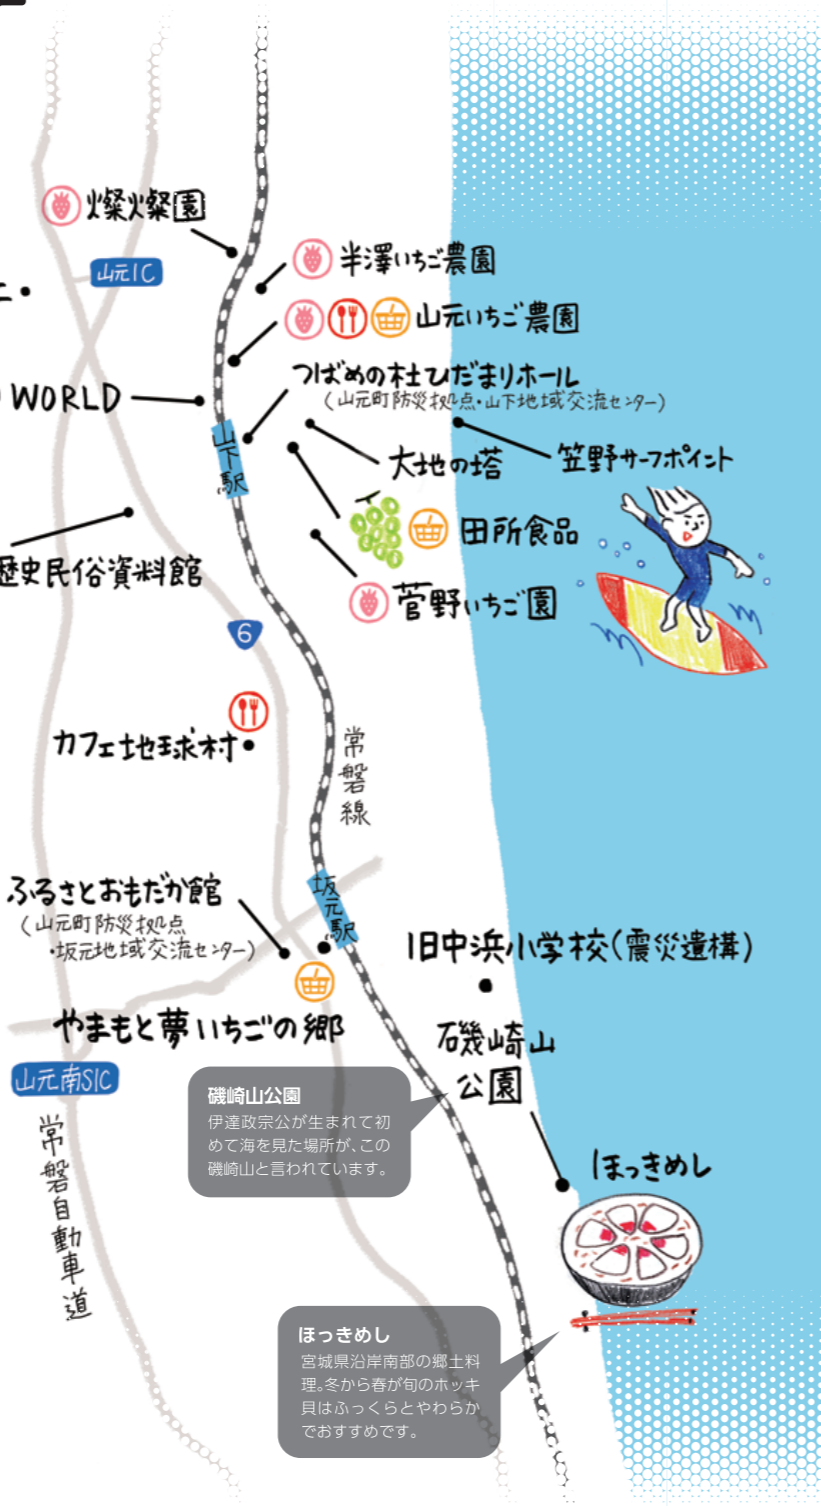 燦燦園
山元IC
半澤いちご農園
山元いちご農園
WORLD
つばめの杜ひだまりホール
(山元町防災拠点・山下地域交流センター)
山下駅
大地の塔
笠野サーフポイント
田所食品
歴史民俗資料館
菅野いちご園
6
カフェ地球村
常磐線
ふるさとおもだか館
(山元町防災拠点
・坂元地域交流センター)
坂元駅
旧中浜小学校(震災遺構)
やまもと夢いちごの郷
磯崎山
公園
山元南SIC
常磐自動車道
磯崎山公園
伊達政宗公が生まれて初
めて海を見た場所が、この
磯崎山と言われています。
ほっきめし
ほっきめし
宮城県沿岸南部の郷土料
理。冬から春が旬のホッキ
貝はふっくらとやわらか
でおすすめです。